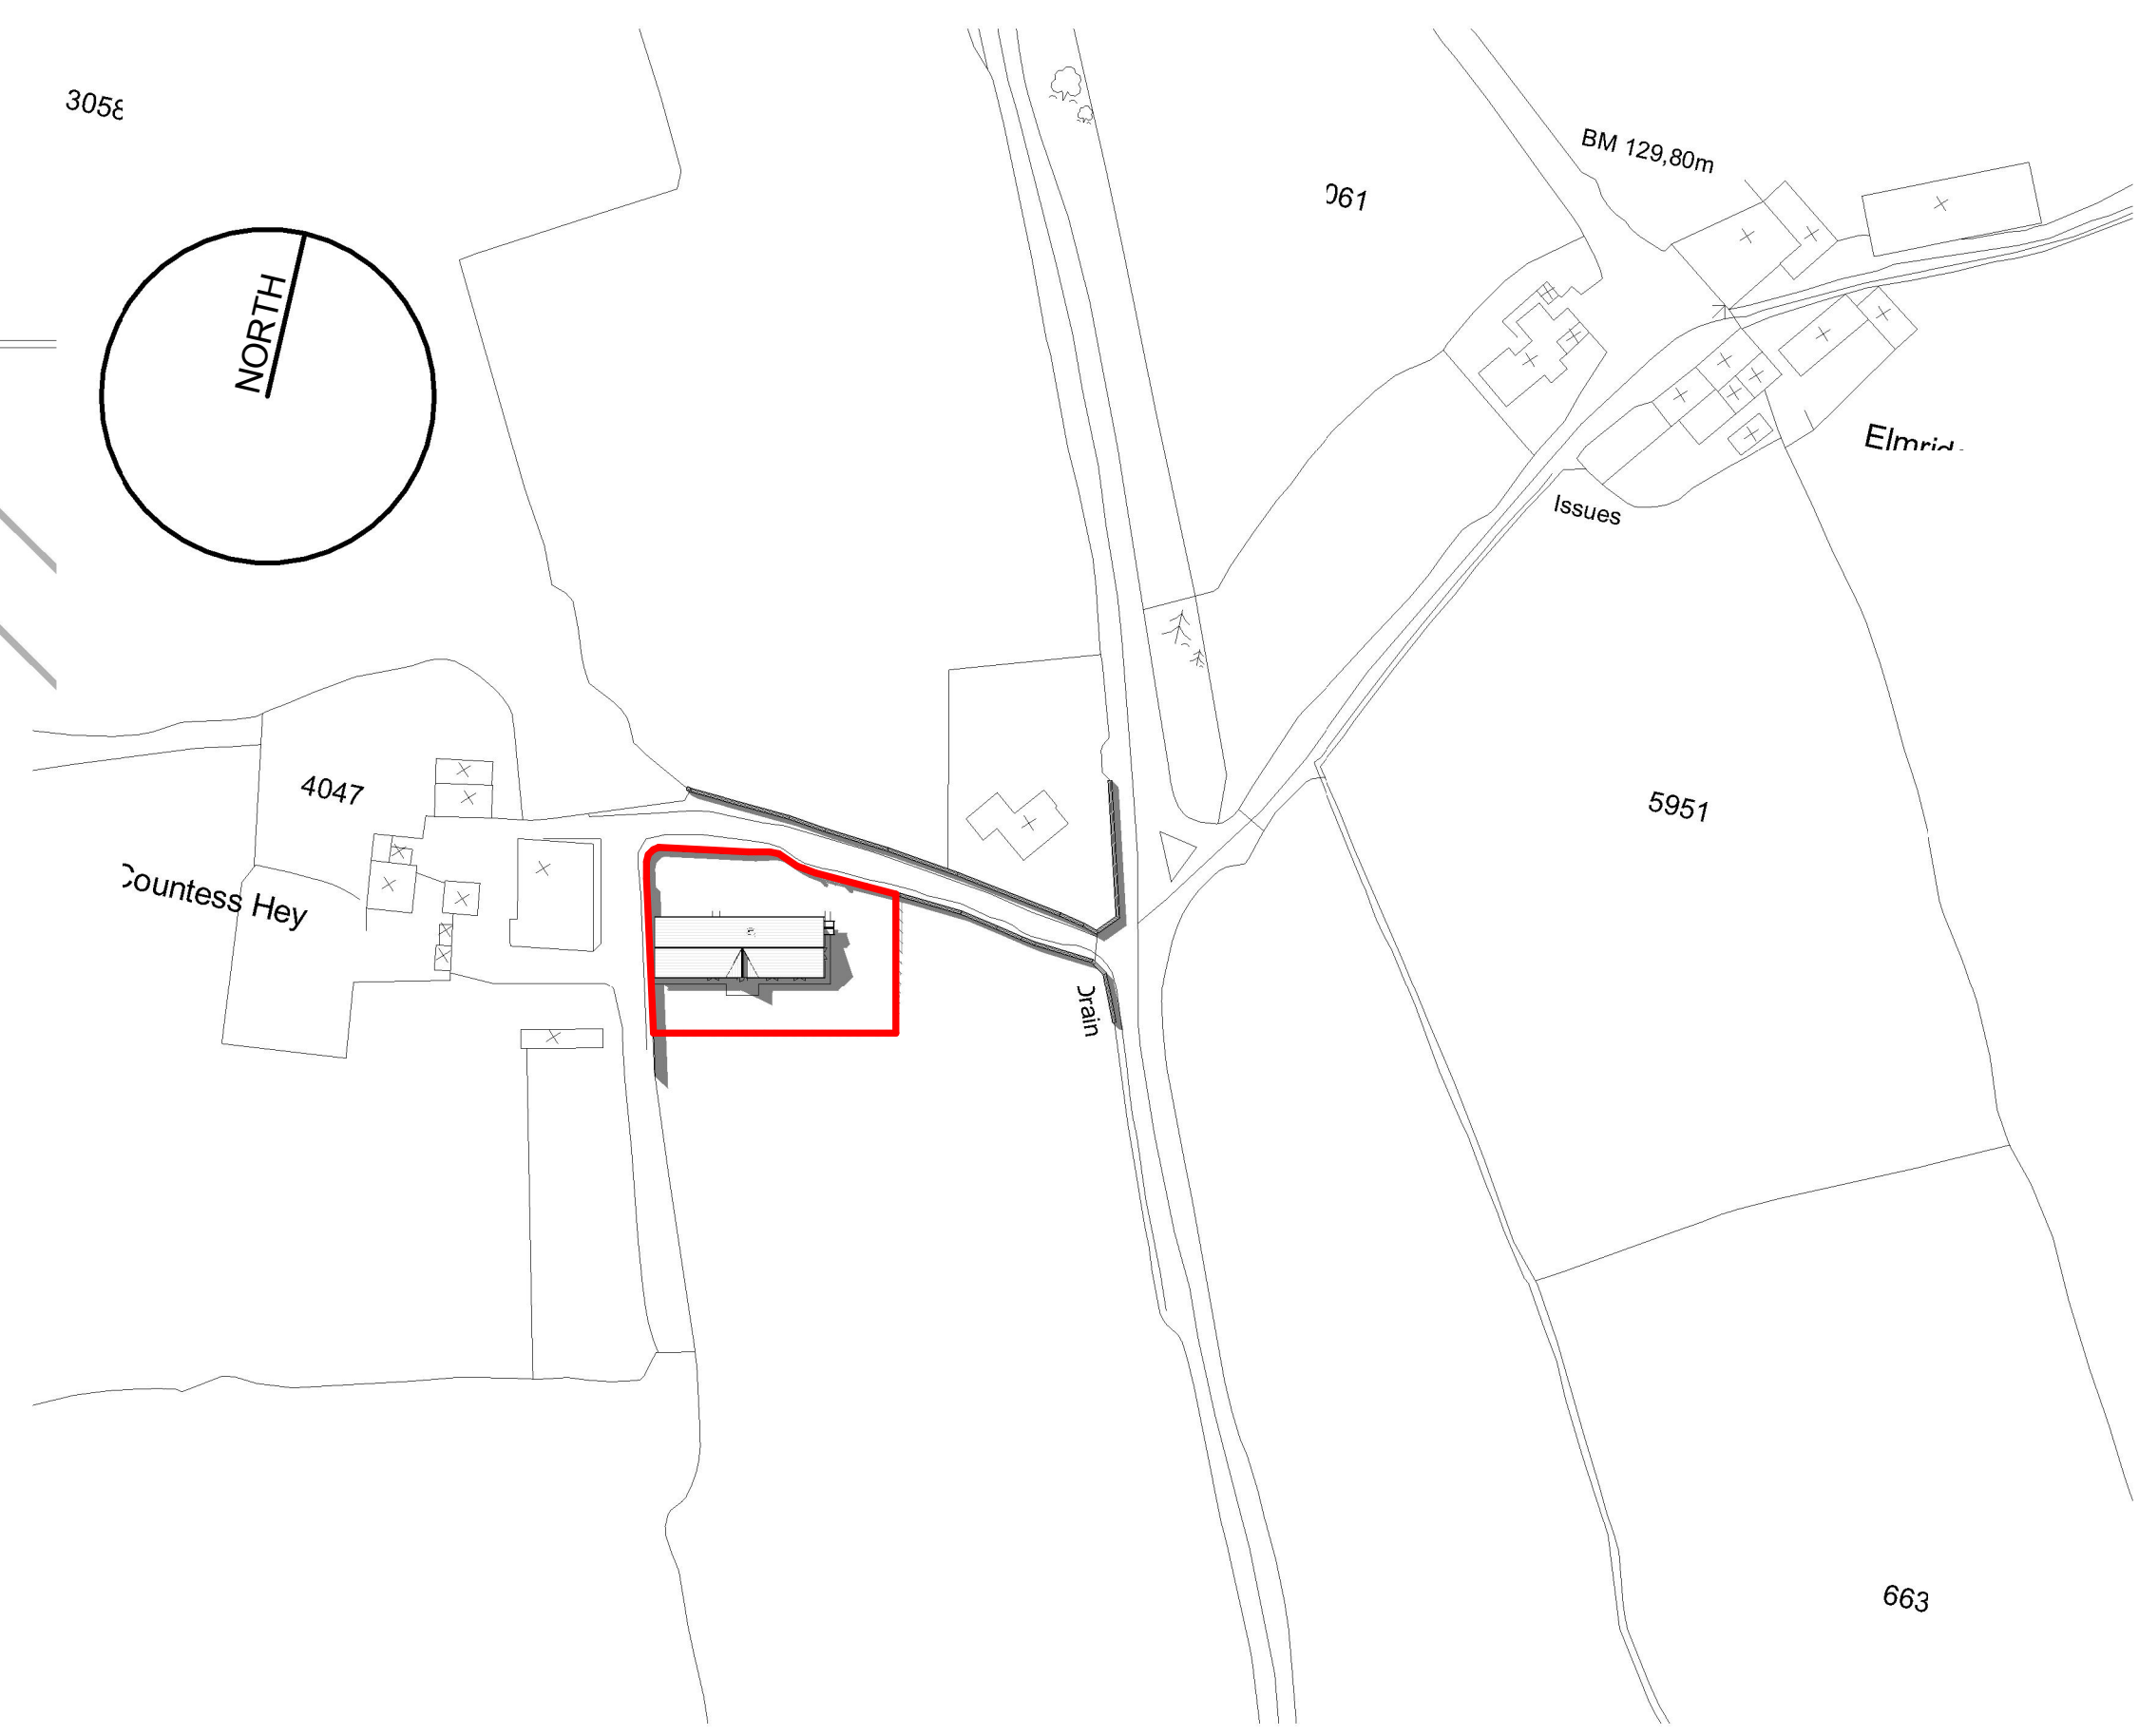 3058
BM 129,80m
061
NORTH
Elmrid
Issues
4047
5951
Countess Hey
Drain
663